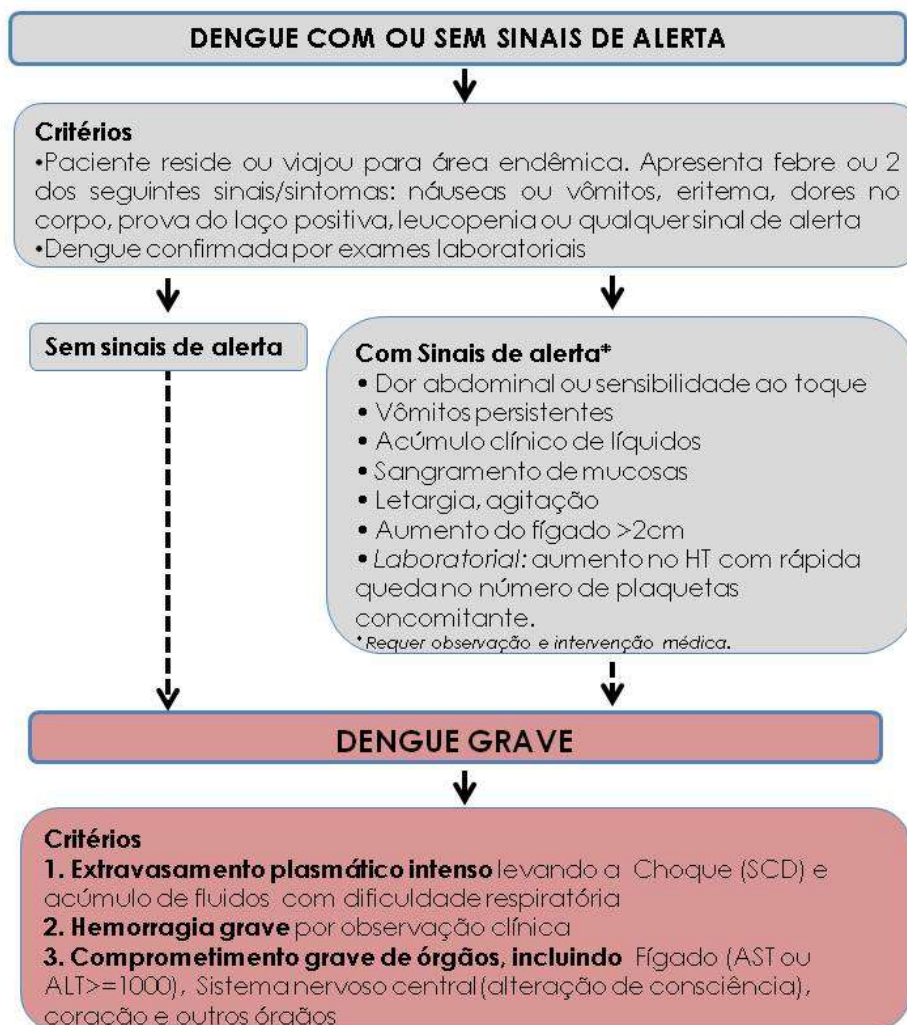 DENGUE COM OU SEM SINAIS DE ALERTA
Critérios
•Paciente reside ou viajou para área endêmica. Apresenta febre ou 2
dos seguintes sinais/sintomas: náuseas ou vômitos, eritema, dores no
corpo, prova do laço positiva, leucopenia ou qualquer sinal de alerta
•Dengue confirmada por exames laboratoriais
Sem sinais de alerta
Com Sinais de alerta*
• Dor abdominal ou sensibilidade ao toque
• Vômitos persistentes
• Acúmulo clínico de líquidos
• Sangramento de mucosas
• Letargia, agitação
• Aumento do fígado >2cm
• Laboratorial: aumento no HT com rápida
queda no número de plaquetas
concomitante.
*Requer observação e intervenção médica.
DENGUE GRAVE
Critérios
1. Extravasamento plasmático intenso levando a Choque (SCD) e
acúmulo de fluidos com dificuldade respiratória
2. Hemorragia grave por observação clínica
3. Comprometimento grave de órgãos, incluindo Fígado (AST ou
ALT>=1000), Sistema nervoso central (alteração de consciência),
coração e outros órgãos